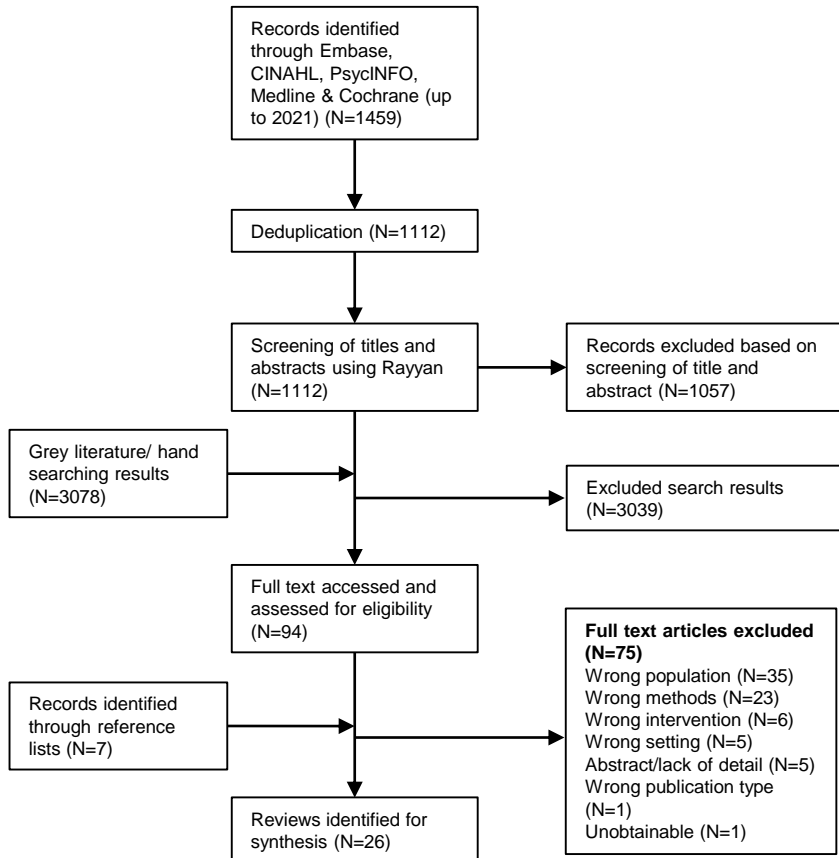 Records identified
through Embase,
CINAHL, PsycINFO,
Medline & Cochrane (up
to 2021) (N=1459)
Deduplication (N=1112)
Screening of titles and
abstracts using Rayyan
(N=1112)
Records excluded based on
screening of title and
abstract (N=1057)
Grey literature/ hand
searching results
(N=3078)
Excluded search results
(N=3039)
Full text accessed and
assessed for eligibility
(N=94)
Full text articles excluded
(N=75)
Wrong population (N=35)
Wrong methods (N=23)
Wrong intervention (N=6)
Wrong setting (N=5)
Abstract/lack of detail (N=5)
Wrong publication type
(N=1)
Unobtainable (N=1)
Records identified
through reference
lists (N=7)
Reviews identified for
synthesis (N=26)